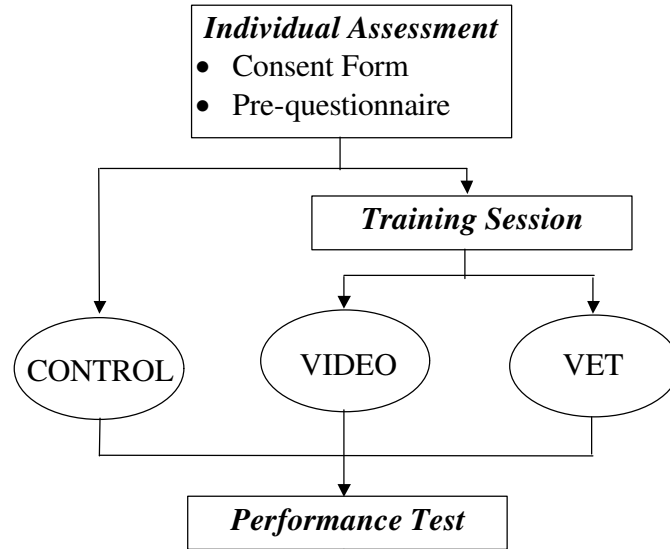 Individual Assessment
• Consent Form
• Pre-questionnaire
Training Session
CONTROL
VIDEO
VET
Performance Test